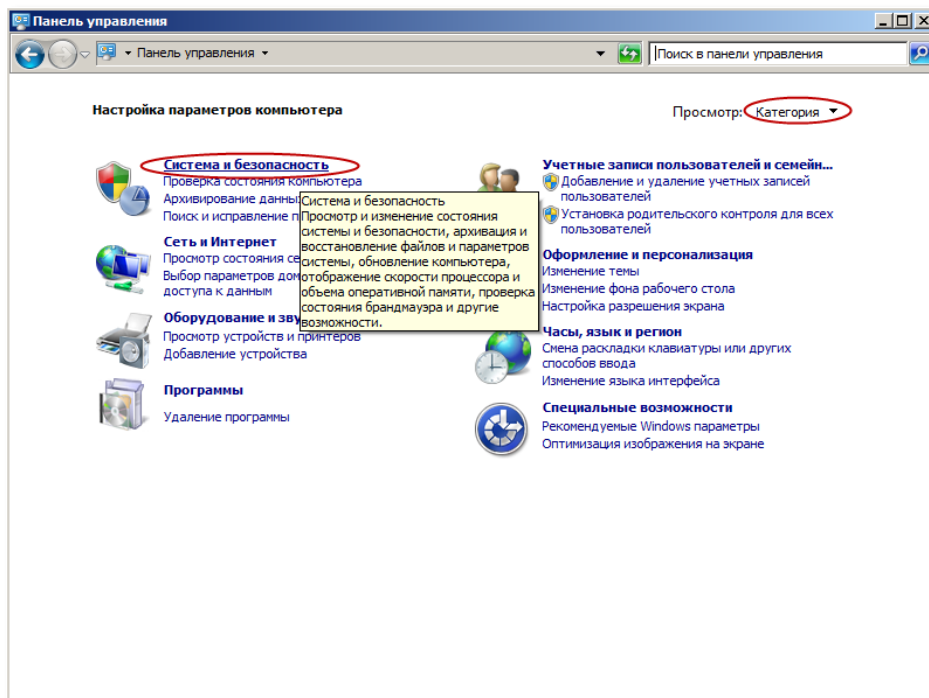 Панель управления
Панель управления
Поиск в панели управления
Настройка параметров компьютера
Просмотр: Категория
Система и безопасность
Проверка состояния компьютера
Архивирование
Поиск и исправление
Система и безопасность
Просмотр и изменение состояния
системы и безопасности, архивация и
восстановление файлов и параметров
системы, обновление компьютера,
отображение скорости процессора и
объема оперативной памяти, проверка
состояния брандмауэра и другие
возможности.
Сеть и Интернет
Просмотр состояния
Выбор параметров
доступа к данным
Оборудование и
Просмотр устройств и принтеров
Добавление устройства
Программы
Удаление программы
Учетные записи пользователей и семейн...
Добавление и удаление учетных записей
пользователей
Установка родительского контроля для всех
пользователей
Оформление и персонализация
Изменение темы
Изменение фона рабочего стола
Настройка разрешения экрана
Часы, язык и регион
Смена раскладки клавиатуры или других
способов ввода
Изменение языка интерфейса
Специальные возможности
Рекомендуемые Windows параметры
Оптимизация изображения на экране